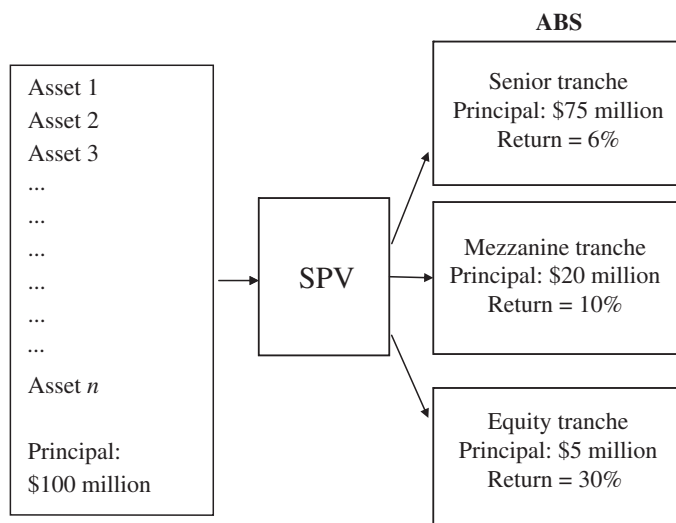 ABS
Asset 1
Asset 2
Asset 3
...
...
...
...
...
...
Asset n
Principal:
$100 million
SPV
Senior tranche
Principal: $75 million
Return = 6%
Mezzanine tranche
Principal: $20 million
Return = 10%
Equity tranche
Principal: $5 million
Return = 30%